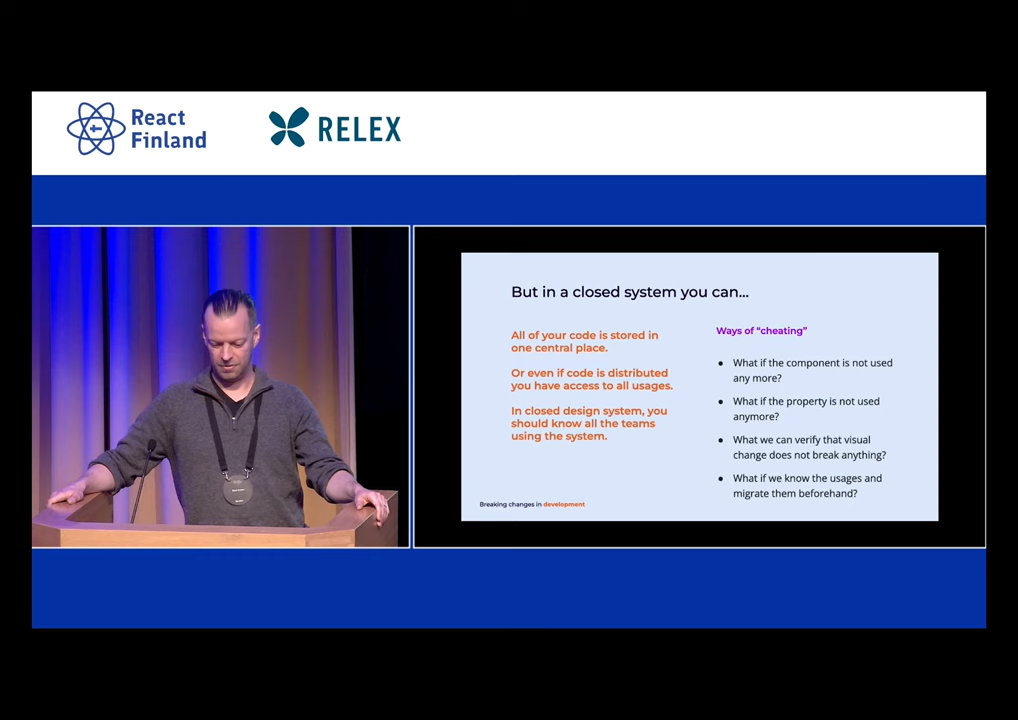 React
Finland
RELEX
But in a closed system you can...
All of your code is stored in
one central place.
Or even if code is distributed
you have access to all usages.
In closed design system, you
should know all the teams
using the system.
Ways of "cheating"
● What if the component is not used
any more?
● What if the property is not used
anymore?
● What we can verify that visual
change does not break anything?
● What if we know the usages and
migrate them beforehand?
Breaking changes in development